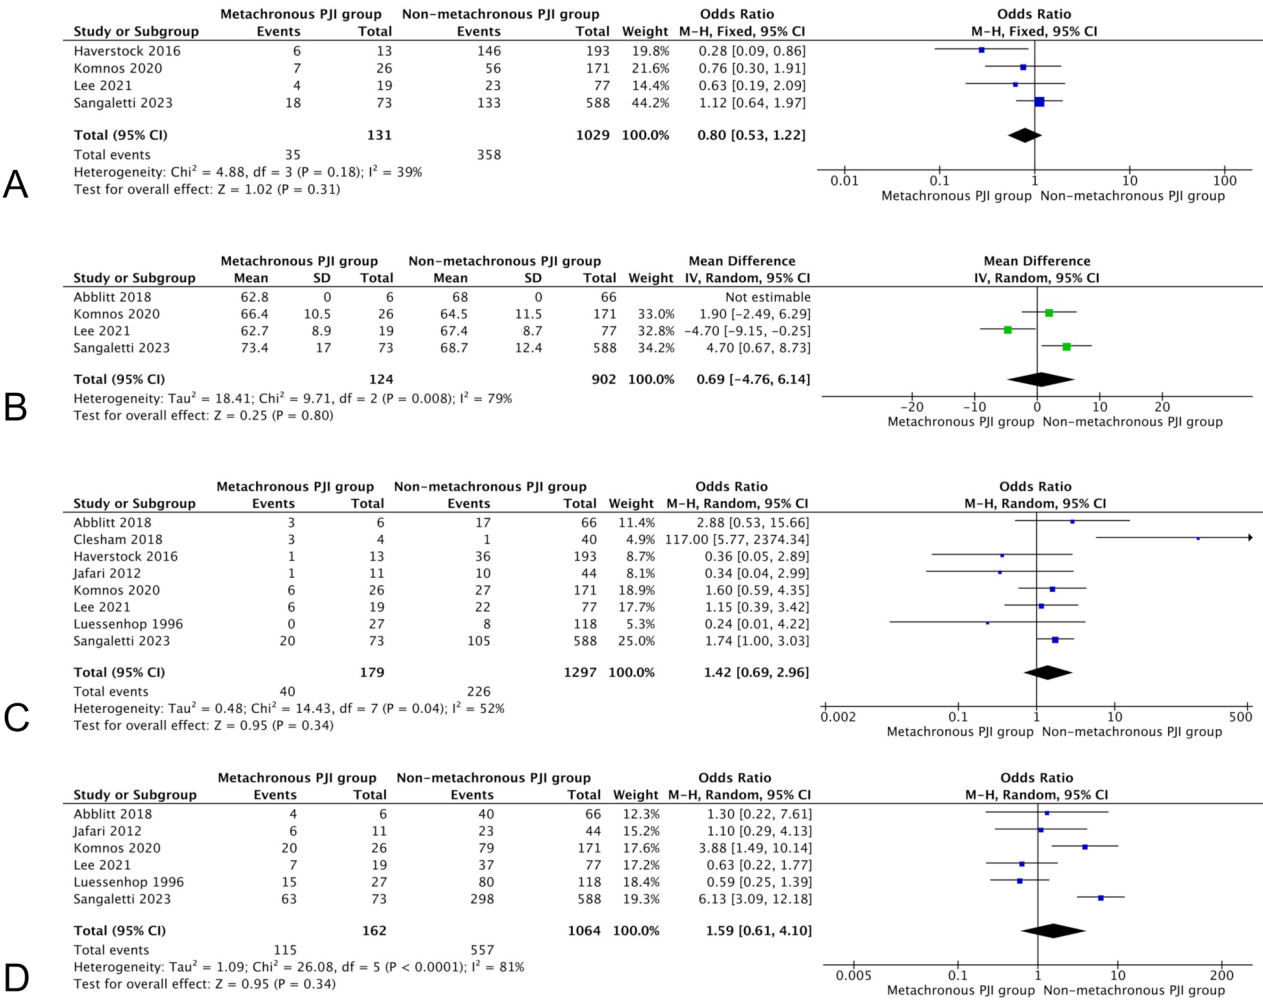 Metachronous PJI group Non-metachronous PJI group Odds Ratio Odds Ratio
Study or Subgroup Events Total Events Total Weight M-H, Fixed, 95% CI M-H, Fixed, 95% CI
Haverstock 2016 6 13 146 193 19.8% 0.28 [0.09, 0.86]
Komnos 2020 7 26 56 171 21.6% 0.76 [0.30, 1.91]
Lee 2021 4 19 23 77 14.4% 0.63 [0.19, 2.09]
Sangaletti 2023 18 73 133 588 44.2% 1.12 [0.64, 1.97]
Total (95% CI) 131 1029 100.0% 0.80 [0.53, 1.22]
Total events 35 358
Heterogeneity: Chi² = 4.88, df = 3 (P = 0.18); I² = 39%
Test for overall effect: Z = 1.02 (P = 0.31)
0.01 0.1 1 10 100
Metachronous PJI group Non-metachronous PJI group
A
Metachronous PJI group Non-metachronous PJI group Mean Difference Mean Difference
Study or Subgroup Mean SD Total Mean SD Total Weight IV, Random, 95% CI IV, Random, 95% CI
Abblitt 2018 62.8 0 6 68 0 66 Not estimable
Komnos 2020 66.4 10.5 26 64.5 11.5 171 33.0% 1.90 [−2.49, 6.29]
Lee 2021 62.7 8.9 19 67.4 8.7 77 32.8% −4.70 [−9.15, −0.25]
Sangaletti 2023 73.4 17 73 68.7 12.4 588 34.2% 4.70 [0.67, 8.73]
Total (95% CI) 124 902 100.0% 0.69 [−4.76, 6.14]
Heterogeneity: Tau² = 18.41; Chi² = 9.71, df = 2 (P = 0.008); I² = 79%
Test for overall effect: Z = 0.25 (P = 0.80)
−20 −10 0 10 20
Metachronous PJI group Non-metachronous PJI group
B
Metachronous PJI group Non-metachronous PJI group Odds Ratio Odds Ratio
Study or Subgroup Events Total Events Total Weight M-H, Random, 95% CI M-H, Random, 95% CI
Abblitt 2018 3 6 17 66 11.4% 2.88 [0.53, 15.66]
Clesham 2018 3 4 1 40 4.9% 117.00 [5.77, 2374.34]
Haverstock 2016 1 13 36 193 8.7% 0.36 [0.05, 2.89]
Jafari 2012 1 11 10 44 8.1% 0.34 [0.04, 2.99]
Komnos 2020 6 26 27 171 18.9% 1.60 [0.59, 4.35]
Lee 2021 6 19 22 77 17.7% 1.15 [0.39, 3.42]
Luessenhop 1996 0 27 8 118 5.3% 0.24 [0.01, 4.22]
Sangaletti 2023 20 73 105 588 25.0% 1.74 [1.00, 3.03]
Total (95% CI) 179 1297 100.0% 1.42 [0.69, 2.96]
Total events 40 226
Heterogeneity: Tau² = 0.48; Chi² = 14.43, df = 7 (P = 0.04); I² = 52%
Test for overall effect: Z = 0.95 (P = 0.34)
0.002 0.1 1 10 500
Metachronous PJI group Non-metachronous PJI group
C
Metachronous PJI group Non-metachronous PJI group Odds Ratio Odds Ratio
Study or Subgroup Events Total Events Total Weight M-H, Random, 95% CI M-H, Random, 95% CI
Abblitt 2018 4 6 40 66 12.3% 1.30 [0.22, 7.61]
Jafari 2012 6 11 23 44 15.2% 1.10 [0.29, 4.13]
Komnos 2020 20 26 79 171 17.6% 3.88 [1.49, 10.14]
Lee 2021 7 19 37 77 17.2% 0.63 [0.22, 1.77]
Luessenhop 1996 15 27 80 118 18.4% 0.59 [0.25, 1.39]
Sangaletti 2023 63 73 298 588 19.3% 6.13 [3.09, 12.18]
Total (95% CI) 162 1064 100.0% 1.59 [0.61, 4.10]
Total events 115 557
Heterogeneity: Tau² = 1.09; Chi² = 26.08, df = 5 (P < 0.0001); I² = 81%
Test for overall effect: Z = 0.95 (P = 0.34)
0.005 0.1 1 10 200
Metachronous PJI group Non-metachronous PJI group
D